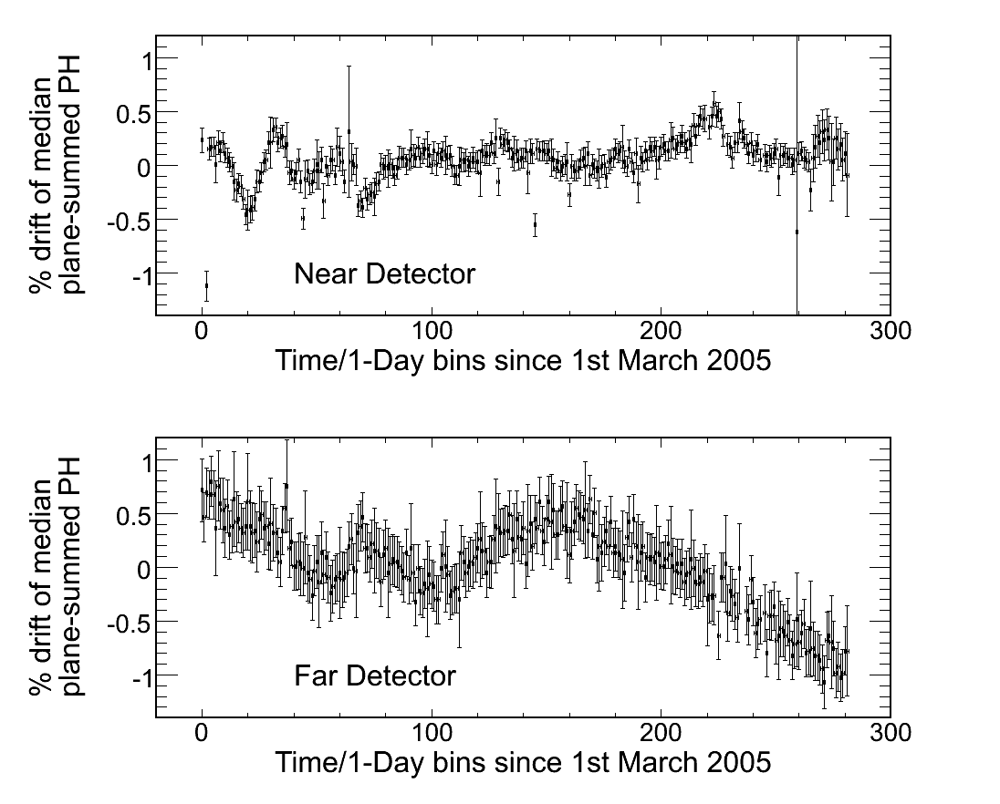 % drift of median
plane-summed PH
1
0.5
0
-0.5
-1
Near Detector
0 100 200 300
Time/1-Day bins since 1st March 2005
% drift of median
plane-summed PH
1
0.5
0
-0.5
-1
Far Detector
0 100 200 300
Time/1-Day bins since 1st March 2005